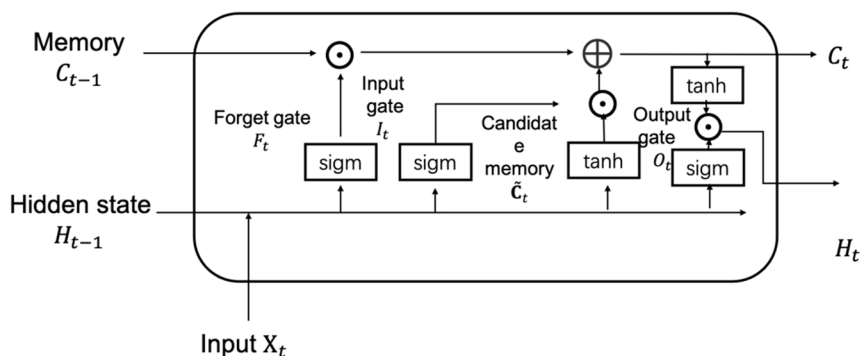 Memory
C_{t-1}
C_t
Input
gate
I_t
Forget gate
F_t
tanh
Candidat
e
memory
C̃_t
Output
gate
O_t
sigm
sigm
tanh
sigm
Hidden state
H_{t-1}
H_t
Input X_t